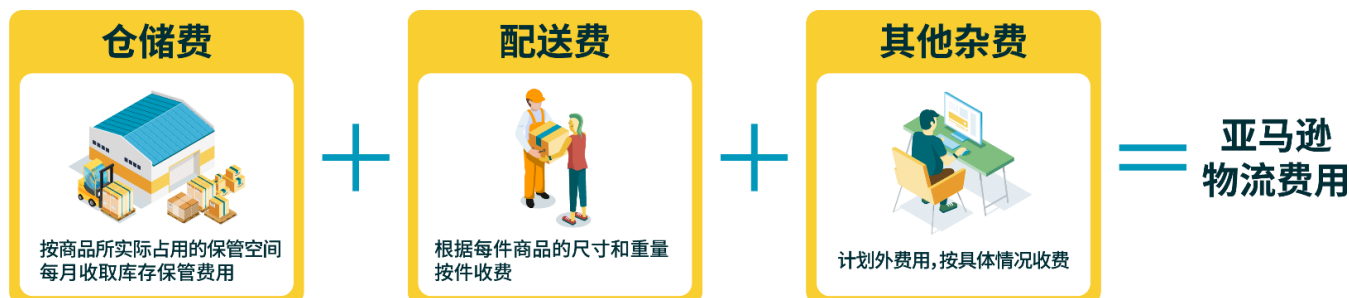 仓储费
按商品所实际占用的保管空间
每月收取库存保管费用
+
配送费
根据每件商品的尺寸和重量
按件收费
+
其他杂费
计划外费用,按具体情况收费
=
亚马逊
物流费用